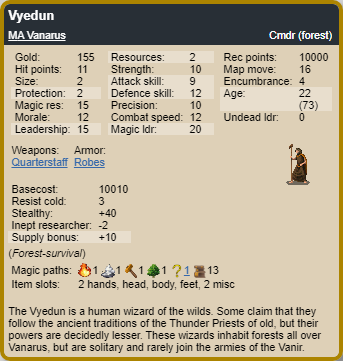 Vyedun
MA Vanarus Cmdr (forest)
Gold: 155 Resources: 2 Rec points: 10000
Hit points: 11 Strength: 10 Map move: 16
Size: 2 Attack skill: 9 Encumbrance: 4
Protection: 2 Defence skill: 12 Age: 22
Magic res: 15 Precision: 10 (73)
Morale: 12 Combat speed: 12 Undead ldr: 0
Leadership: 15 Magic ldr: 20
Weapons: Armor:
Quarterstaff Robes
Basecost: 10010
Resist cold: 3
Stealthy: +40
Inept researcher: -2
Supply bonus: +10
(Forest-survival)
Magic paths: 1 1 1 1 ?1 13
Item slots: 2 hands, head, body, feet, 2 misc
The Vyedun is a human wizard of the wilds. Some claim that they
follow the ancient traditions of the Thunder Priests of old, but their
powers are decidedly lesser. These wizards inhabit forests all over
Vanarus, but are solitary and rarely join the armies of the Vanir.